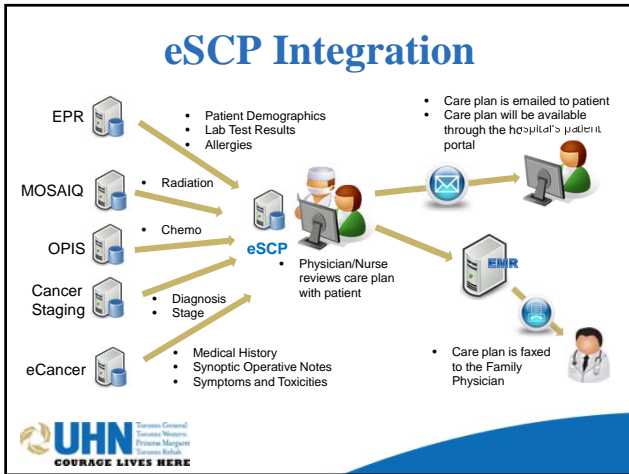 eSCP Integration
EPR
• Patient Demographics
• Lab Test Results
• Allergies
MOSAIQ
• Radiation
OPIS
• Chemo
Cancer
Staging
• Diagnosis
• Stage
eCancer
• Medical History
• Synoptic Operative Notes
• Symptoms and Toxicities
eSCP
• Physician/Nurse
reviews care plan
with patient
• Care plan is emailed to patient
• Care plan will be available
through the hospital's patient
portal
EMR
• Care plan is faxed
to the Family
Physician
UHN
Toronto General
Toronto Western
Princess Margaret
Toronto Rehab
COURAGE LIVES HERE